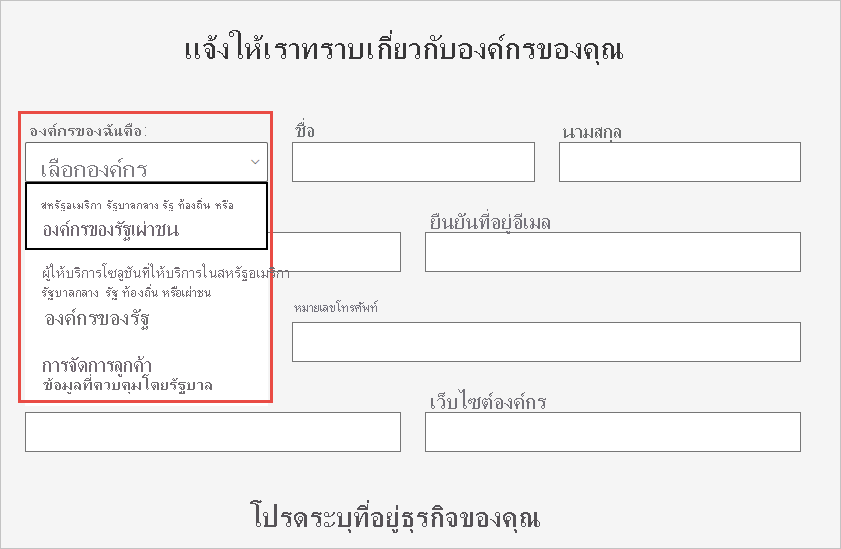 แจ้งให้เราทราบเกี่ยวกับองค์กรของคุณ
องค์กรของฉันคือ:
ชื่อ
นามสกุล
เลือกองค์กร
สหรัฐอเมริกา รัฐบาลกลาง รัฐ ท้องถิ่น หรือ
องค์กรของรัฐเผ่าชน
ยืนยันที่อยู่อีเมล
ผู้ให้บริการโซลูชันที่ให้บริการในสหรัฐอเมริกา
รัฐบาลกลาง รัฐ ท้องถิ่น หรือเผ่าชน
องค์กรของรัฐ
หมายเลขโทรศัพท์
การจัดการลูกค้า
ข้อมูลที่ควบคุมโดยรัฐบาล
เว็บไซต์องค์กร
โปรดระบุที่อยู่ธุรกิจของคุณ